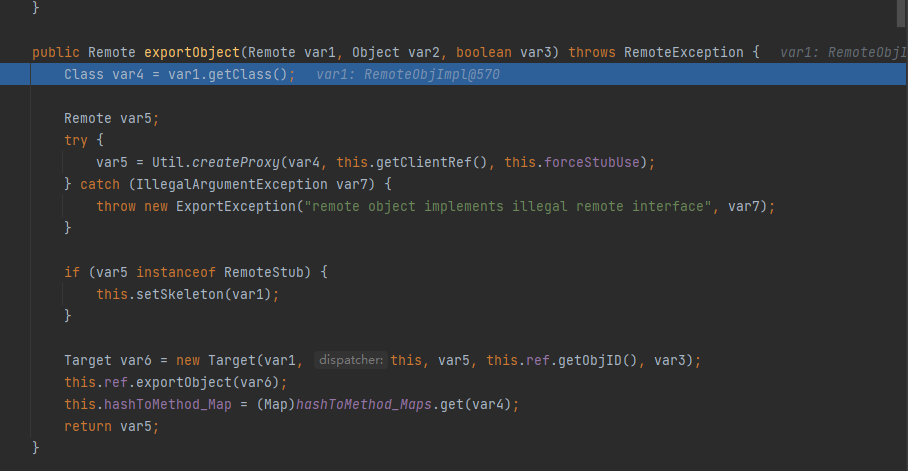 }
public Remote exportObject(Remote var1, Object var2, boolean var3) throws RemoteException {   var1: RemoteObjI
Class var4 = var1.getClass();   var1: RemoteObjImpl@570
Remote var5;
try {
var5 = Util.createProxy(var4, this.getClientRef(), this.forceStubUse);
} catch (IllegalArgumentException var7) {
throw new ExportException("remote object implements illegal remote interface", var7);
}
if (var5 instanceof RemoteStub) {
this.setSkeleton(var1);
}
Target var6 = new Target(var1, dispatcher: this, var5, this.ref.getObjID(), var3);
this.ref.exportObject(var6);
this.hashToMethod_Map = (Map)hashToMethod_Maps.get(var4);
return var5;
}